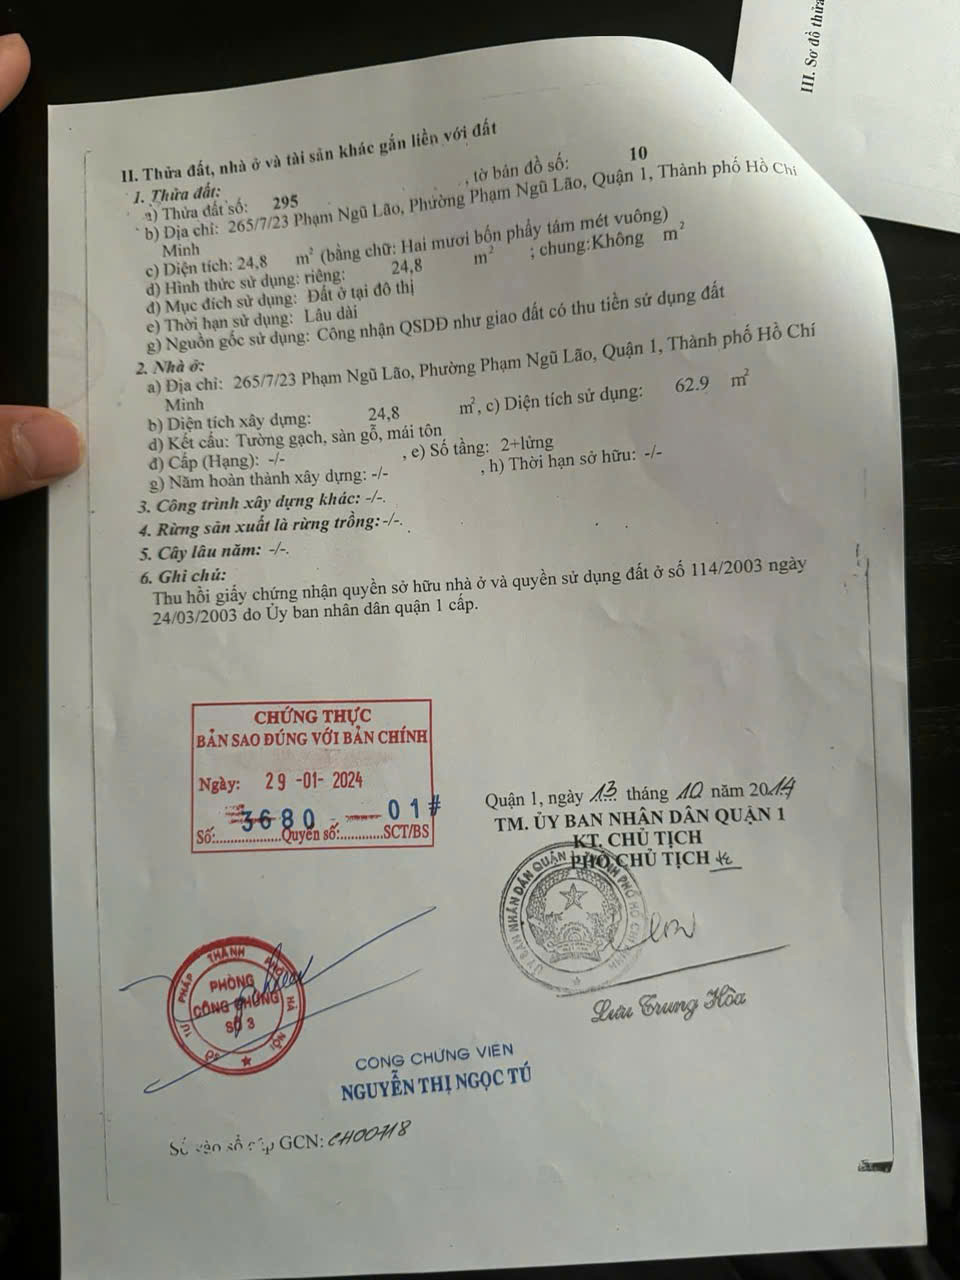 III. Sơ đồ thửa
II. Thửa đất, nhà ở và tài sản khác gắn liền với đất
1. Thửa đất:
a) Thửa đất số: 295 , tờ bản đồ số: 10
b) Địa chỉ: 265/7/23 Phạm Ngũ Lão, Phường Phạm Ngũ Lão, Quận 1, Thành phố Hồ Chí
Minh
c) Diện tích: 24,8 m² (bằng chữ: Hai mươi bốn phẩy tám mét vuông)
d) Hình thức sử dụng: riêng: 24,8 m² ; chung:Không m²
đ) Mục đích sử dụng: Đất ở tại đô thị
e) Thời hạn sử dụng: Lâu dài
g) Nguồn gốc sử dụng: Công nhận QSDĐ như giao đất có thu tiền sử dụng đất
2. Nhà ở:
a) Địa chỉ: 265/7/23 Phạm Ngũ Lão, Phường Phạm Ngũ Lão, Quận 1, Thành phố Hồ Chí
Minh
b) Diện tích xây dựng: 24,8 m², c) Diện tích sử dụng: 62.9 m²
d) Kết cấu: Tường gạch, sàn gỗ, mái tôn
đ) Cấp (Hạng): -/- , e) Số tầng: 2+lửng
g) Năm hoàn thành xây dựng: -/- , h) Thời hạn sở hữu: -/-
3. Công trình xây dựng khác: -/-.
4. Rừng sản xuất là rừng trồng: -/-.
5. Cây lâu năm: -/-.
6. Ghi chú:
Thu hồi giấy chứng nhận quyền sở hữu nhà ở và quyền sử dụng đất ở số 114/2003 ngày
24/03/2003 do Ủy ban nhân dân quận 1 cấp.
CHỨNG THỰC
BẢN SAO ĐÚNG VỚI BẢN CHÍNH
Ngày: 29 -01- 2024
3680 01#
Số:...............Quyển số:............SCT/BS
Quận 1, ngày 13 tháng 10 năm 2014
TM. ỦY BAN NHÂN DÂN QUẬN 1
KT. CHỦ TỊCH
PHÓ CHỦ TỊCH
Lưu Trung Hòa
PHÒNG
CÔNG CHỨNG
SỐ 3
CÔNG CHỨNG VIÊN
NGUYỄN THỊ NGỌC TÚ
Số vào sổ cấp GCN: CH00718